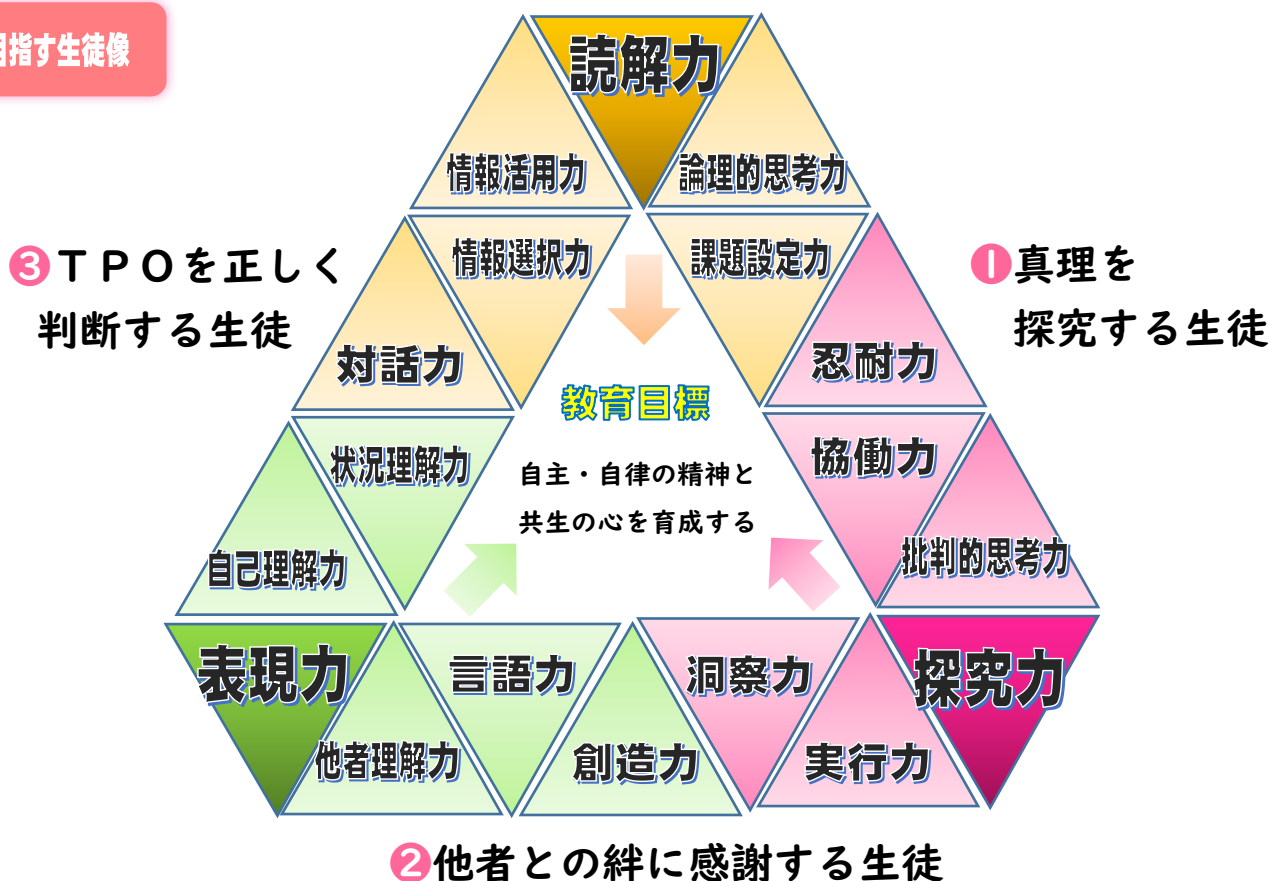 目指す生徒像
読解力
情報活用力
論理的思考力
情報選択力
課題設定力
❸ＴＰＯを正しく
判断する生徒
❶真理を
探究する生徒
対話力
忍耐力
教育目標
自主・自律の精神と
共生の心を育成する
状況理解力
協働力
自己理解力
批判的思考力
表現力
言語力
洞察力
探究力
他者理解力
創造力
実行力
❷他者との絆に感謝する生徒